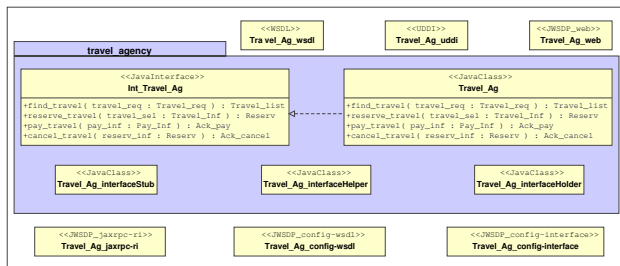 <<WSDL>>
Travel_Ag_wsdl
<<UDDI>>
Travel_Ag_uddi
<<JWSDP_web>>
Travel_Ag_web
travel_agency
<<JavaInterface>>
Int_Travel_Ag
+find_travel( travel_req : Travel_req ) : Travel_list
+reserve_travel( travel_sel : Travel_Inf ) : Reserv
+pay_travel( pay_inf : Pay_Inf ) : Ack_pay
+cancel_travel( reserv_inf : Reserv ) : Ack_cancel
<<JavaClass>>
Travel_Ag
+find_travel( travel_req : Travel_req ) : Travel_list
+reserve_travel( travel_sel : Travel_Inf ) : Reserv
+pay_travel( pay_inf : Pay_Inf ) : Ack_pay
+cancel_travel( reserv_inf : Reserv ) : Ack_cancel
<<JavaClass>>
Travel_Ag_interfaceStub
<<JavaClass>>
Travel_Ag_interfaceHelper
<<JavaClass>>
Travel_Ag_interfaceHolder
<<JWSDP_jaxrpc-ri>>
Travel_Ag_jaxrpc-ri
<<JWSDP_config-wsdl>>
Travel_Ag_config-wsdl
<<JWSDP_config-interface>>
Travel_Ag_config-interface